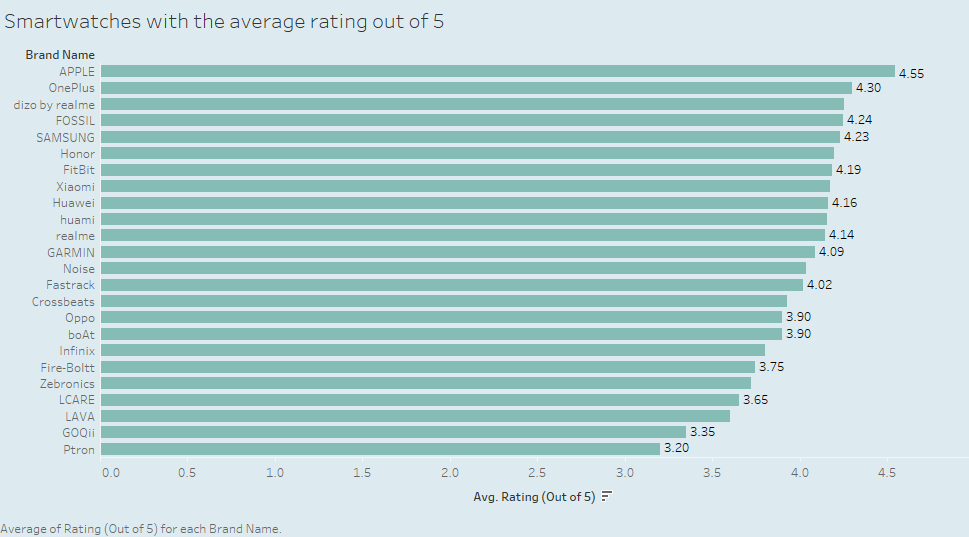 Smartwatches with the average rating out of 5
Brand Name
APPLE 4.55
OnePlus 4.30
dizo by realme
FOSSIL 4.24
SAMSUNG 4.23
Honor
FitBit 4.19
Xiaomi
Huawei 4.16
huami
realme 4.14
GARMIN 4.09
Noise
Fastrack 4.02
Crossbeats
Oppo 3.90
boAt 3.90
Infinix
Fire-Boltt 3.75
Zebronics
LCARE 3.65
LAVA
GOQii 3.35
Ptron 3.20
0.0 0.5 1.0 1.5 2.0 2.5 3.0 3.5 4.0 4.5
Avg. Rating (Out of 5)
Average of Rating (Out of 5) for each Brand Name.